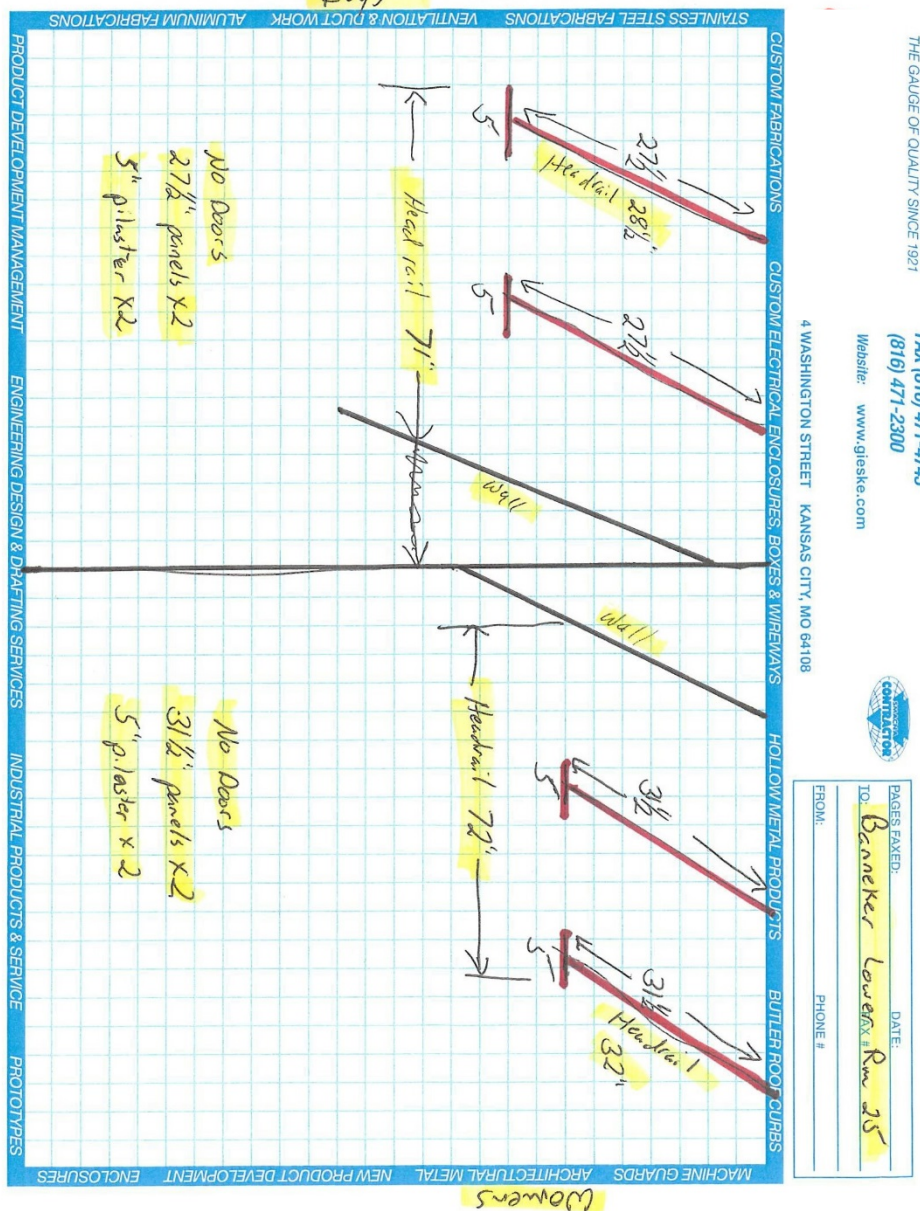 THE GAUGE OF QUALITY SINCE 1921
(816) 471-2300
Website: www.gieske.com
4 WASHINGTON STREET KANSAS CITY, MO 64108
CONTRACTOR
PAGES FAXED: DATE:
TO: Banneker Lower Rm 25 FAX #
FROM: PHONE #
CUSTOM FABRICATIONS CUSTOM ELECTRICAL ENCLOSURES, BOXES & WIREWAYS HOLLOW METAL PRODUCTS BUTLER ROOF CURBS
STAINLESS STEEL FABRICATIONS VENTILATION & DUCT WORK ALUMINUM FABRICATIONS
27½
Headrail 28½"
5
27½
5
Wall
Head rail 71"
No Doors
27½" panels x2
5" pilaster x2
Wall
31½
5
31½
Headrail
32"
5
Headrail 72"
No Doors
31½" panels x2
5" pilaster x 2
MACHINE GUARDS ARCHITECTURAL METAL NEW PRODUCT DEVELOPMENT ENCLOSURES
Womens
PRODUCT DEVELOPMENT MANAGEMENT ENGINEERING DESIGN & DRAFTING SERVICES INDUSTRIAL PRODUCTS & SERVICE PROTOTYPES